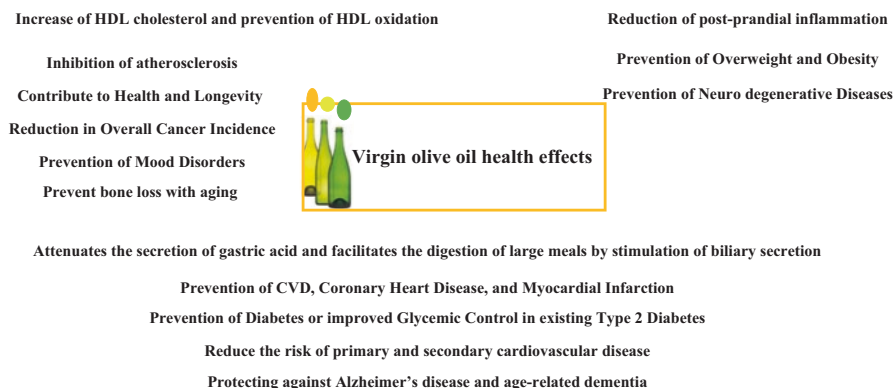 Increase of HDL cholesterol and prevention of HDL oxidation
Reduction of post-prandial inflammation
Inhibition of atherosclerosis
Prevention of Overweight and Obesity
Contribute to Health and Longevity
Prevention of Neuro degenerative Diseases
Reduction in Overall Cancer Incidence
Virgin olive oil health effects
Prevention of Mood Disorders
Prevent bone loss with aging
Attenuates the secretion of gastric acid and facilitates the digestion of large meals by stimulation of biliary secretion
Prevention of CVD, Coronary Heart Disease, and Myocardial Infarction
Prevention of Diabetes or improved Glycemic Control in existing Type 2 Diabetes
Reduce the risk of primary and secondary cardiovascular disease
Protecting against Alzheimer's disease and age-related dementia